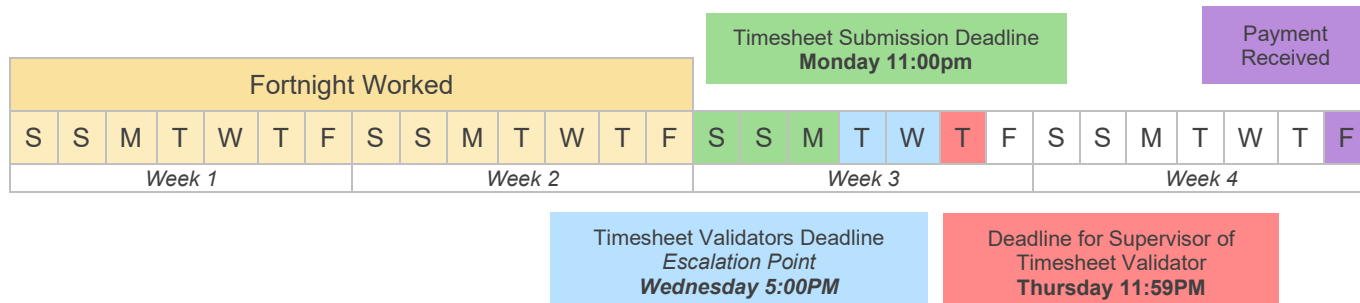 Timesheet Submission Deadline
Monday 11:00pm
Payment
Received
Fortnight Worked
S S M T W T F S S M T W T F S S M T W T F S S M T W T F
Week 1 Week 2 Week 3 Week 4
Timesheet Validators Deadline
Escalation Point
Wednesday 5:00PM
Deadline for Supervisor of
Timesheet Validator
Thursday 11:59PM